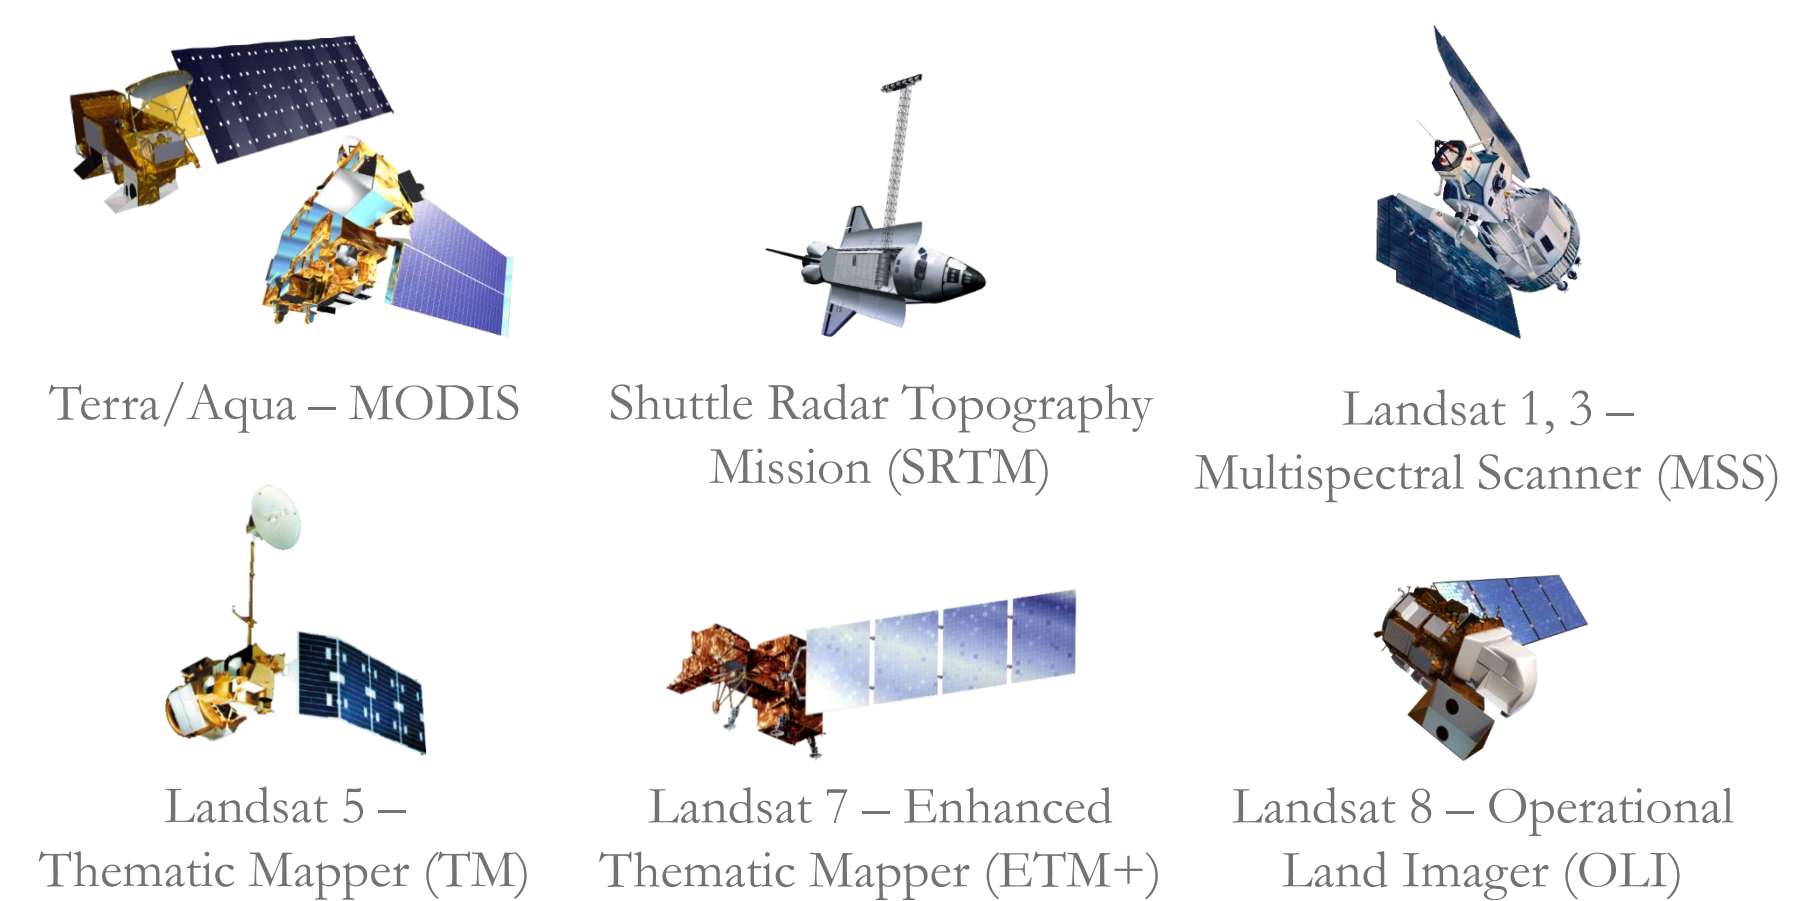 Terra/Aqua – MODIS
Shuttle Radar Topography
Mission (SRTM)
Landsat 1, 3 –
Multispectral Scanner (MSS)
Landsat 5 –
Thematic Mapper (TM)
Landsat 7 – Enhanced
Thematic Mapper (ETM+)
Landsat 8 – Operational
Land Imager (OLI)